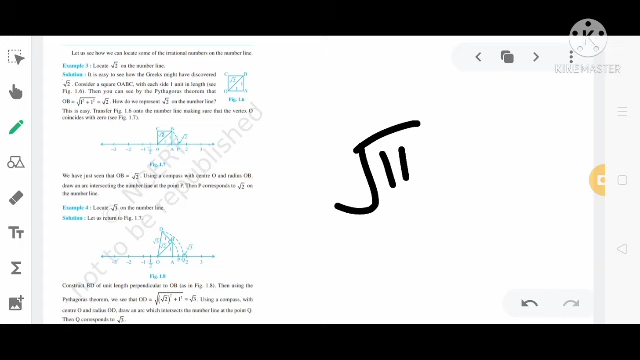 Let us see how we can locate some of the irrational numbers on the number line.
Example 3 : Locate √2 on the number line.
Solution : It is easy to see how the Greeks might have discovered
√2. Consider a square OABC, with each side 1 unit in length (see
Fig. 1.6). Then you can see by the Pythagoras theorem that
OB = √(1² + 1²) = √2. How do we represent √2 on the number line?
Fig. 1.6
This is easy. Transfer Fig. 1.6 onto the number line making sure that the vertex O
coincides with zero (see Fig. 1.7).
Fig. 1.7
We have just seen that OB = √2. Using a compass with centre O and radius OB,
draw an arc intersecting the number line at the point P. Then P corresponds to √2 on
the number line.
Example 4 : Locate √3 on the number line.
Solution : Let us return to Fig. 1.7.
Fig. 1.8
Construct BD of unit length perpendicular to OB (as in Fig. 1.8). Then using the
Pythagoras theorem, we see that OD = √((√2)² + 1²) = √3. Using a compass, with
centre O and radius OD, draw an arc which intersects the number line at the point Q.
Then Q corresponds to √3.
not to be republished
√11
Made with
KINEMASTER